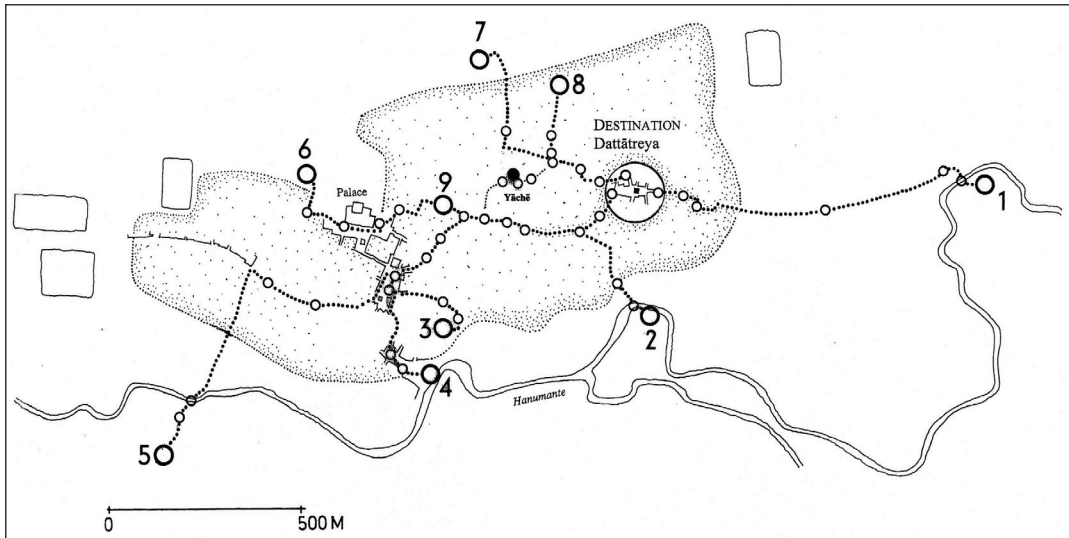 7
8
DESTINATION
Dattātreya
6
9
Palace
Yāchē
1
3
2
4
Hanumante
5
0 500 M